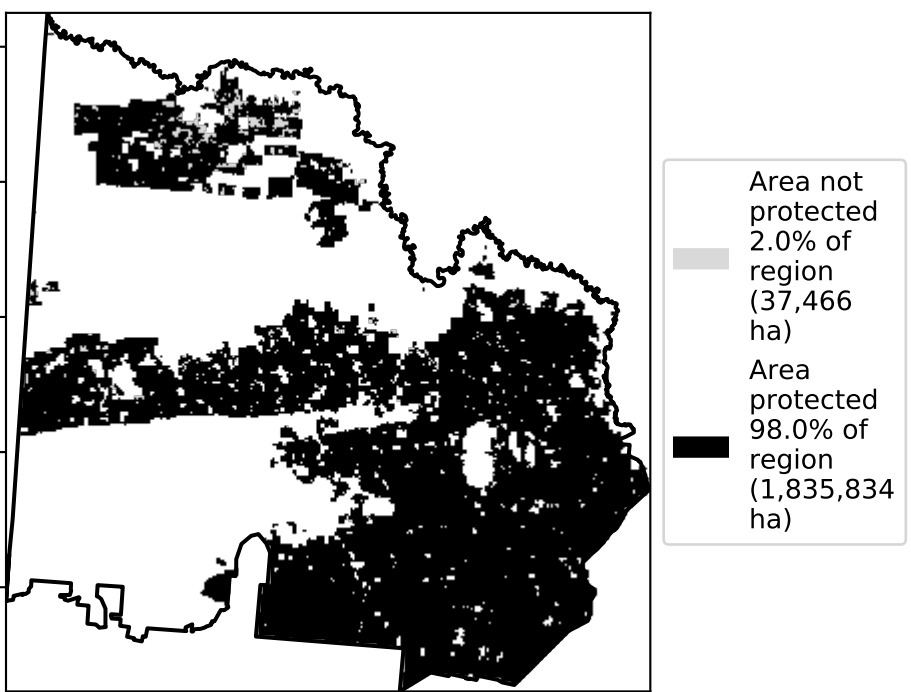 Area not
protected
2.0% of
region
(37,466
ha)
Area
protected
98.0% of
region
(1,835,834
ha)